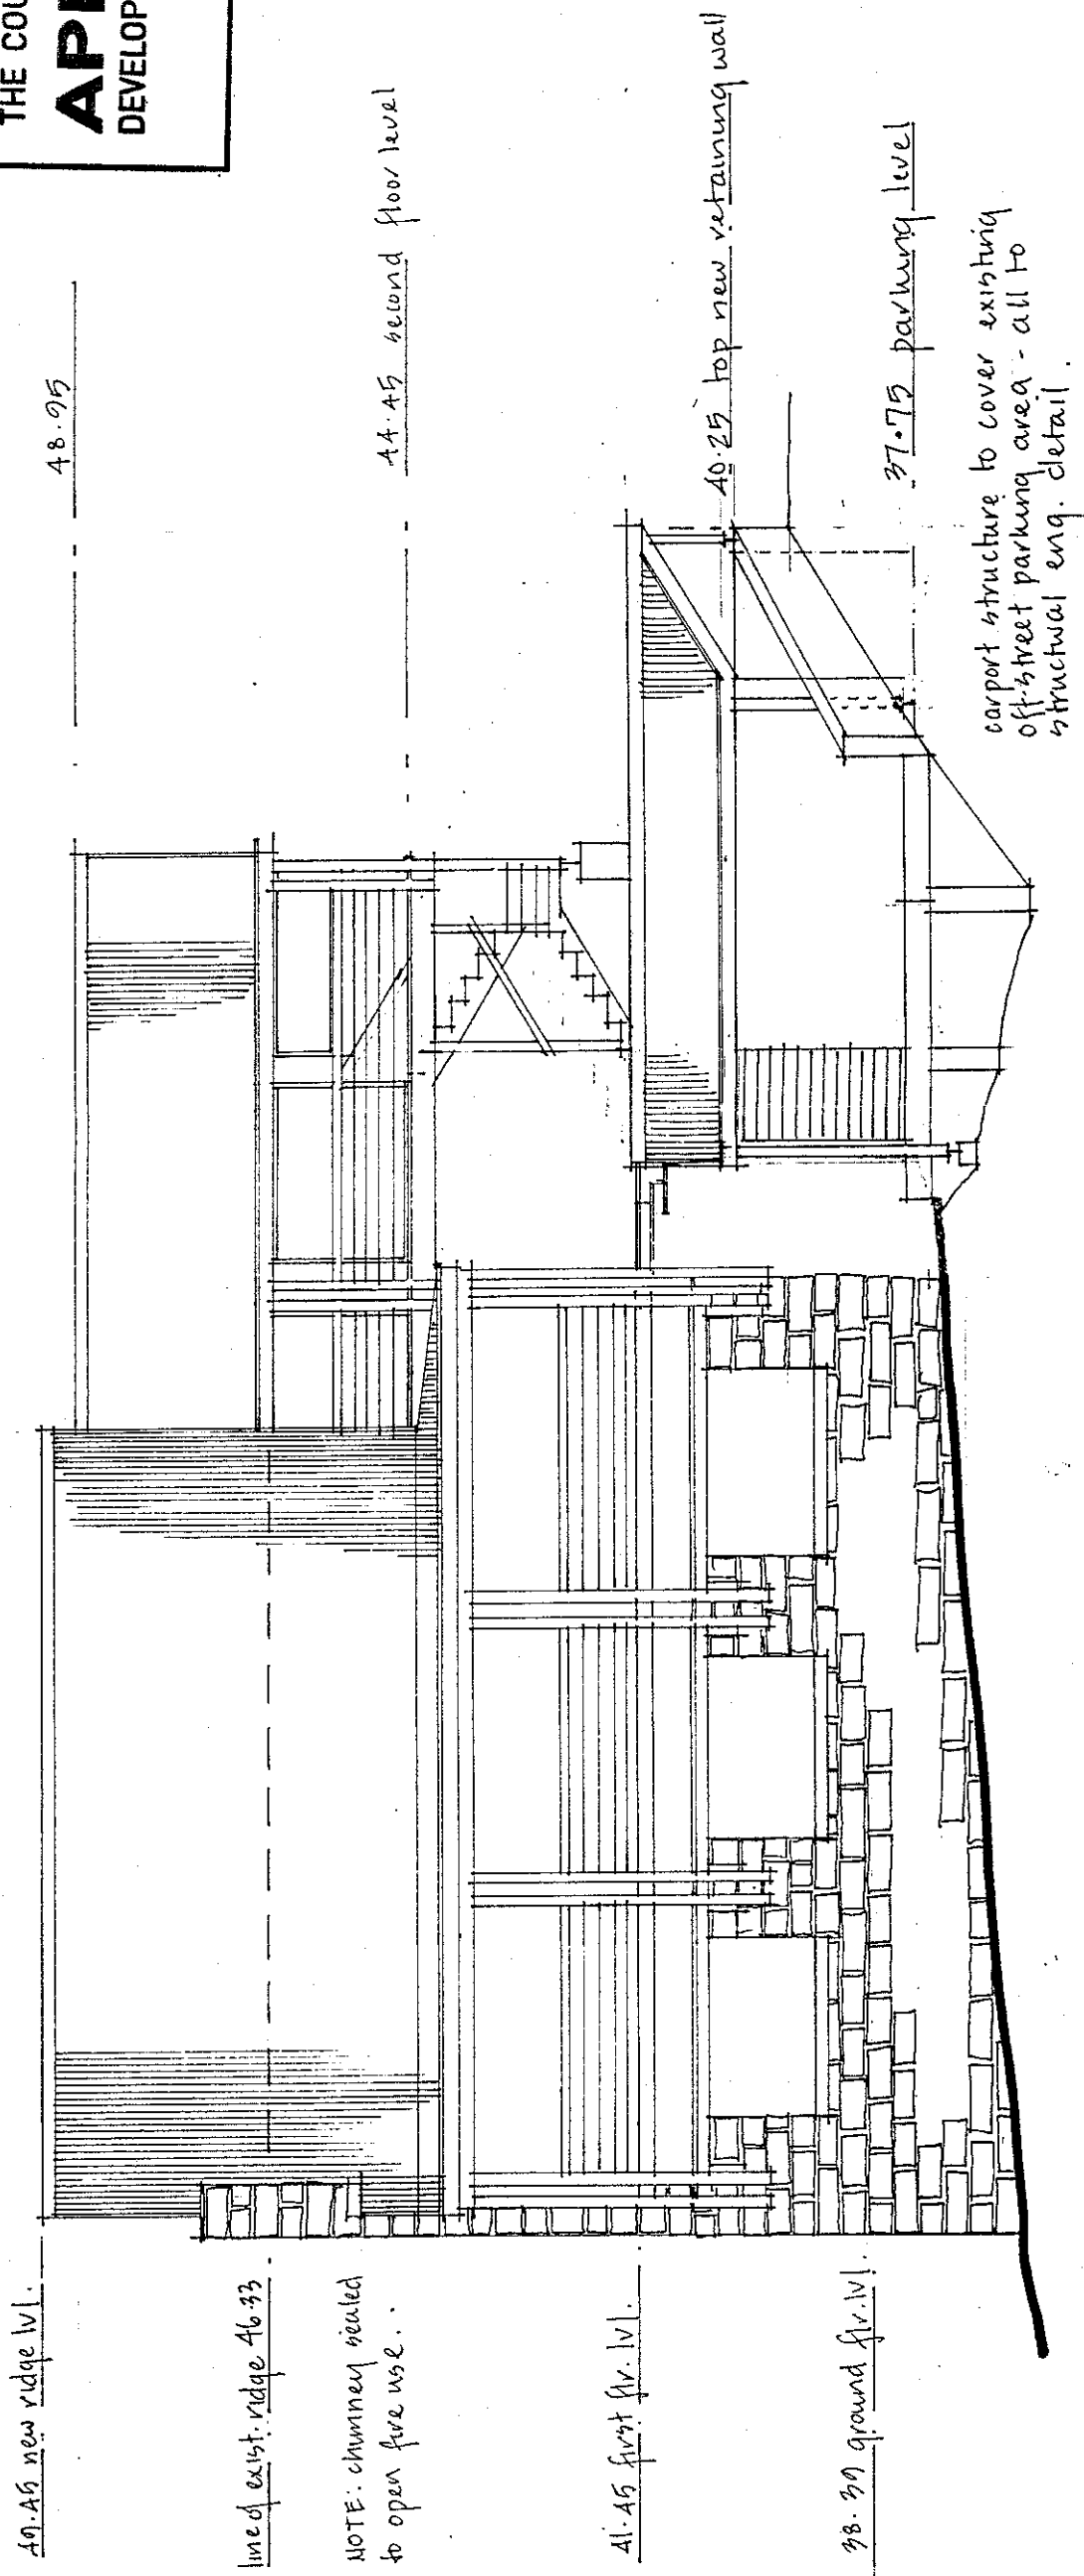 THE COU
AP
DEVELOP
48.95
44.45 second floor level
40.25 top new retaining wall
37.75 parking level
carport structure to cover existing
off-street parking area - all to
structural eng. detail.
49.45 new ridge lvl.
line of exist. ridge 46.33
NOTE: chimney sealed
to open fire use.
41.45 first flr. lvl.
38.39 ground flr. lvl.